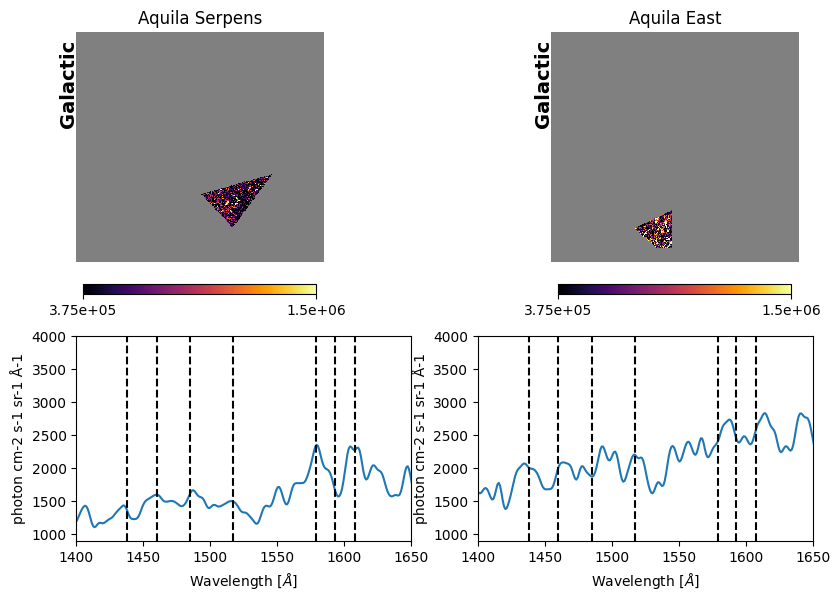 Aquila Serpens
Aquila East
Galactic
Galactic
3.75e+05 1.5e+06
3.75e+05 1.5e+06
photon cm-2 s-1 sr-1 Å-1
4000
3500
3000
2500
2000
1500
1000
1400 1450 1500 1550 1600 1650
Wavelength [Å]
photon cm-2 s-1 sr-1 Å-1
4000
3500
3000
2500
2000
1500
1000
1400 1450 1500 1550 1600 1650
Wavelength [Å]